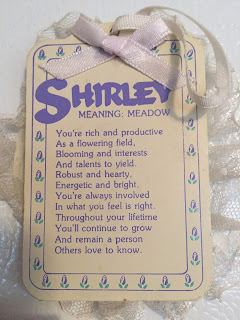 SHIRLEY
MEANING: MEADOW
You're rich and productive
As a flowering field,
Blooming and interests
And talents to yield.
Robust and hearty,
Energetic and bright.
You're always involved
In what you feel is right.
Throughout your lifetime
You'll continue to grow
And remain a person
Others love to know.